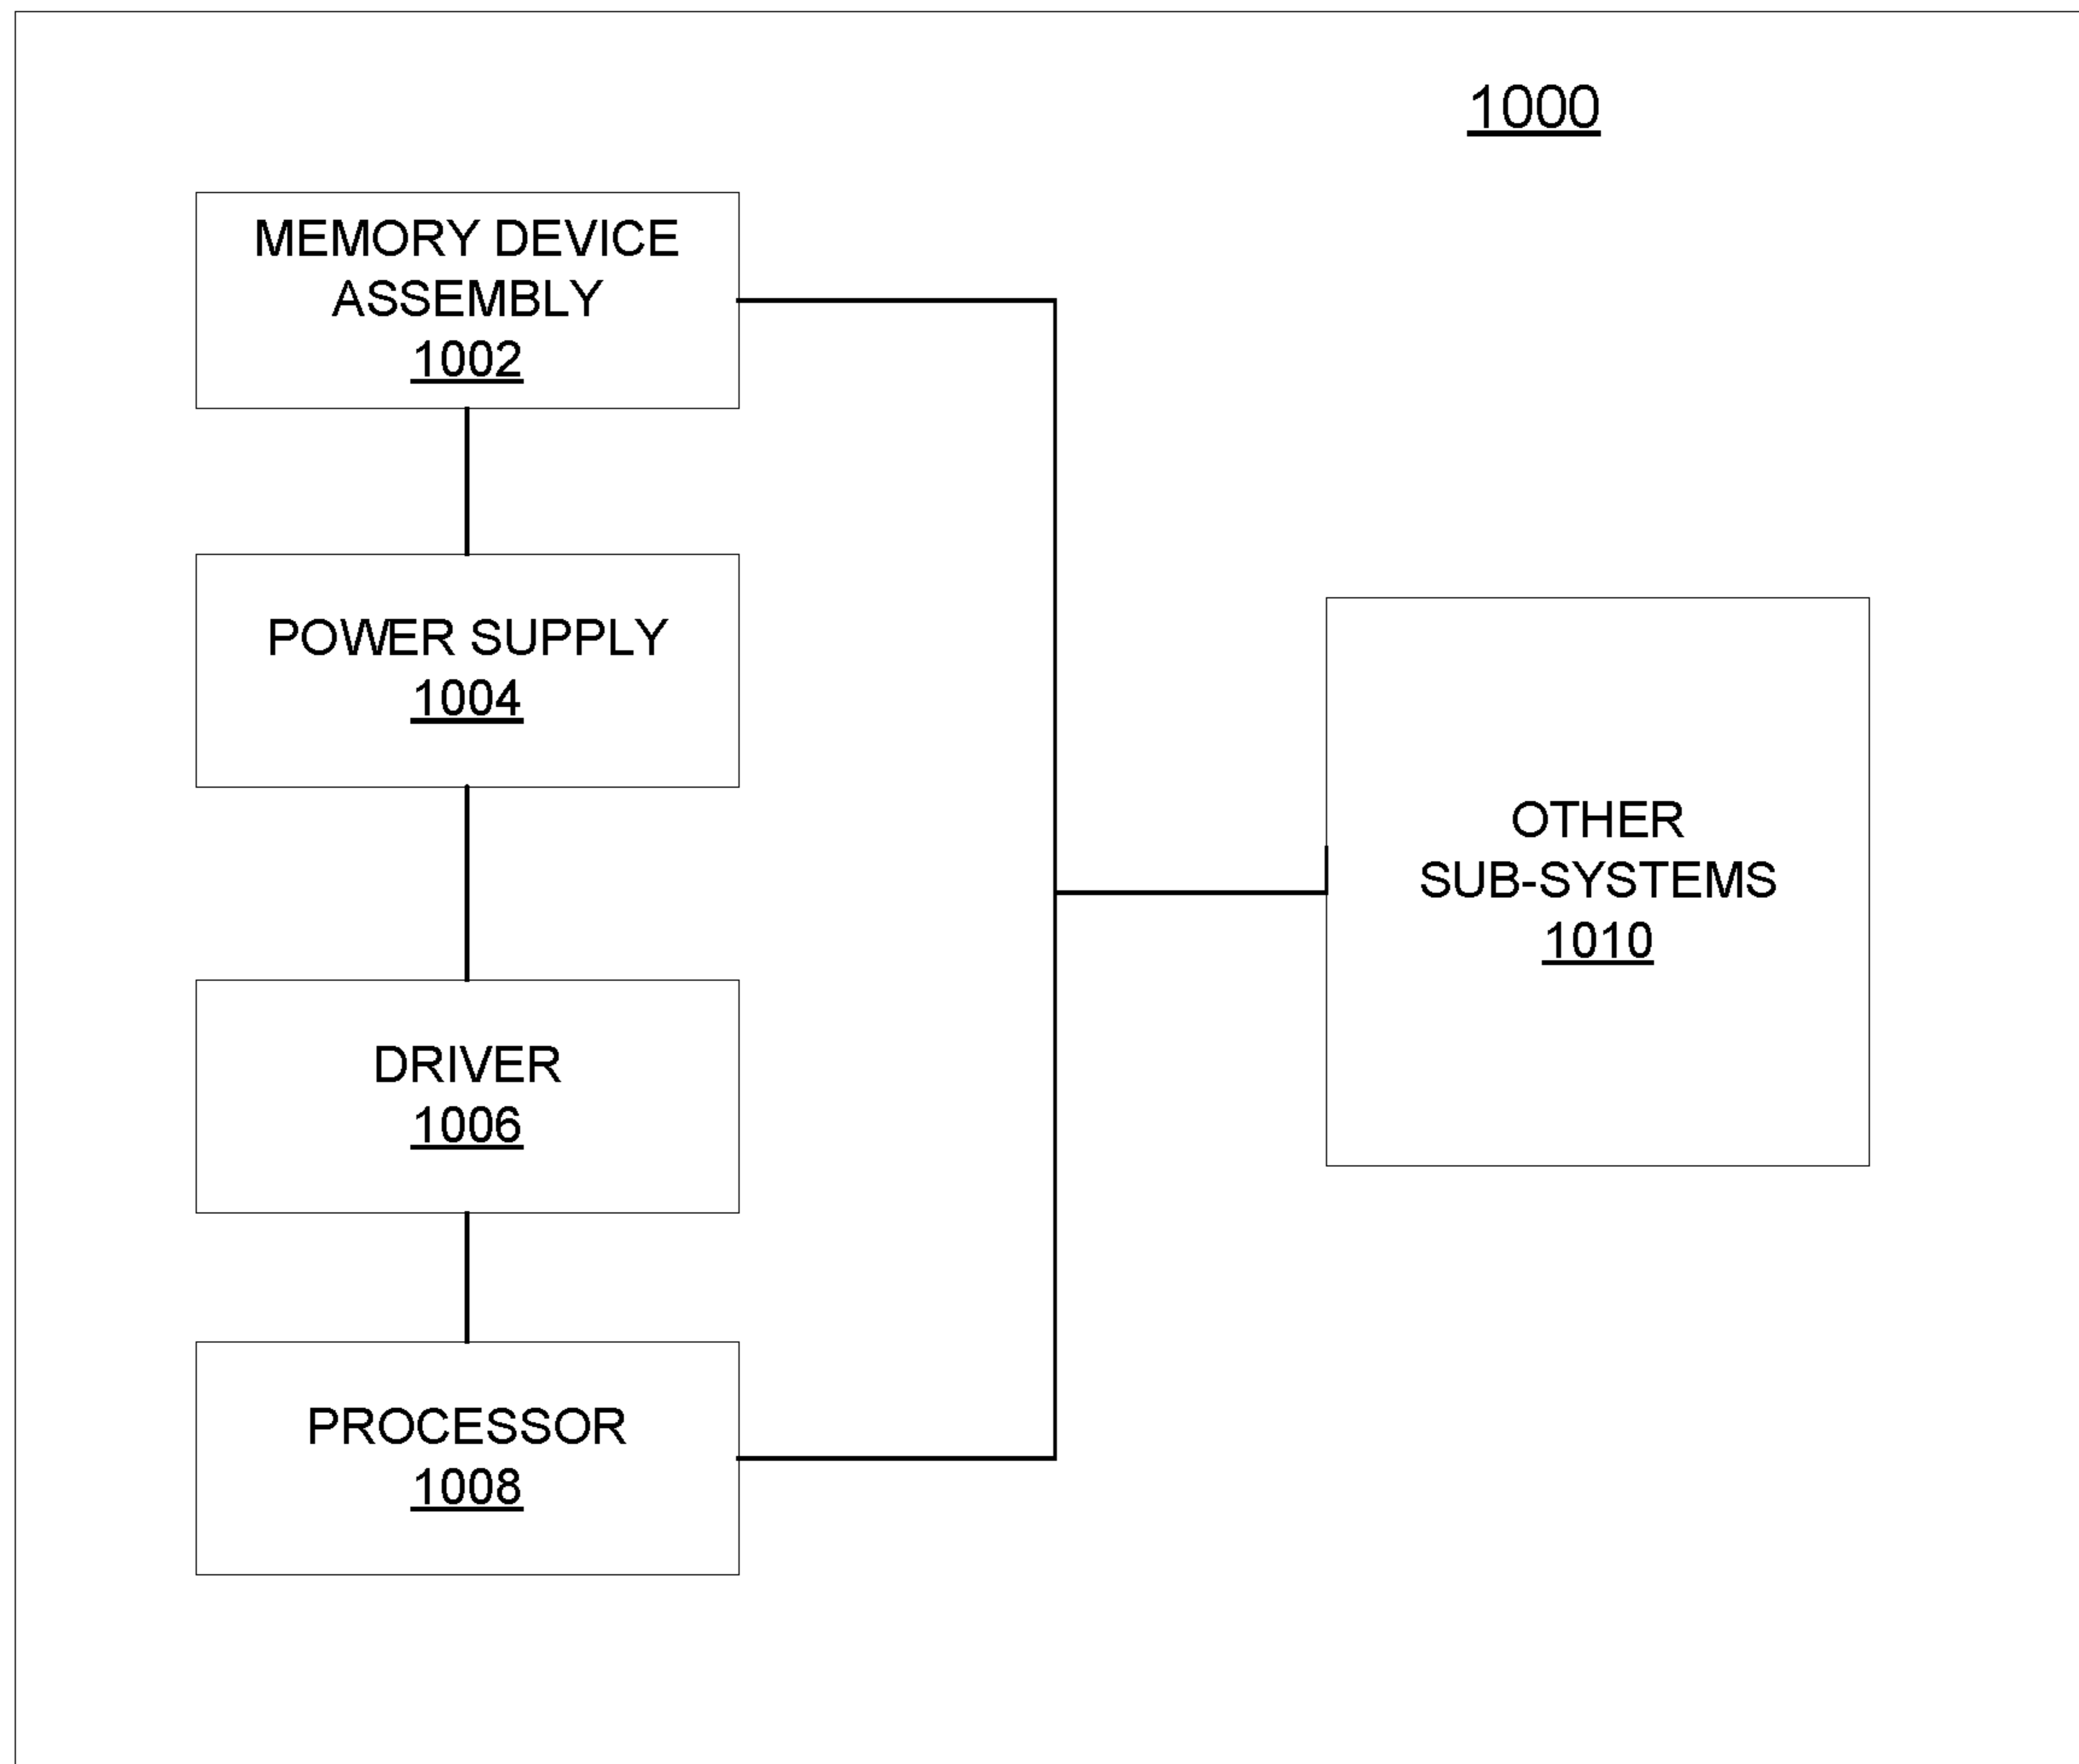 1000
MEMORY DEVICE
ASSEMBLY
1002
POWER SUPPLY
1004
DRIVER
1006
PROCESSOR
1008
OTHER
SUB-SYSTEMS
1010